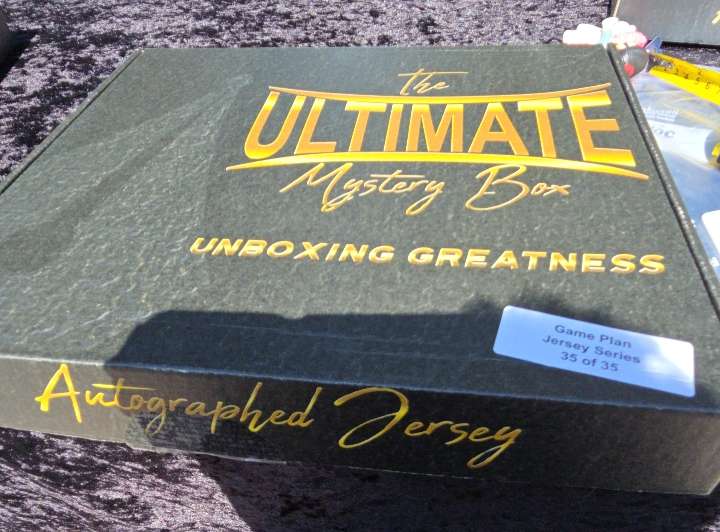 The
ULTIMATE
Mystery Box
UNBOXING GREATNESS
Game Plan
Jersey Series
35 of 35
Autographed Jersey